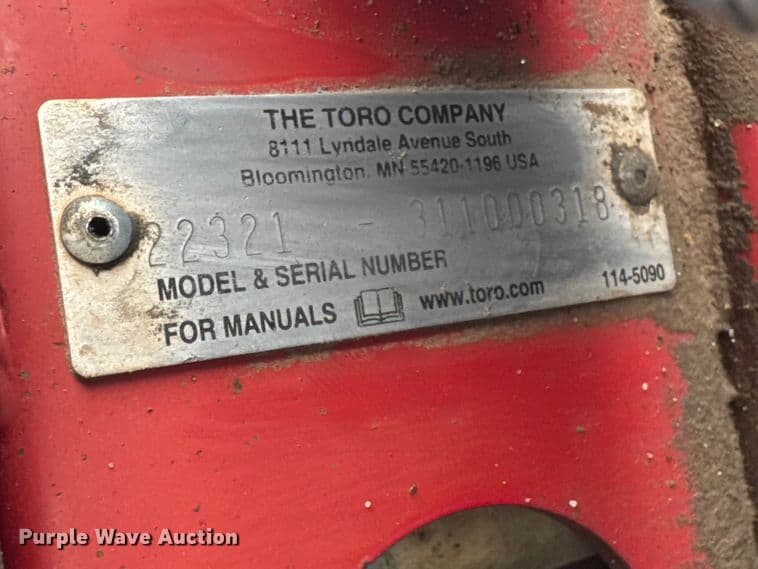 THE TORO COMPANY
8111 Lyndale Avenue South
Bloomington, MN 55420-1196 USA
22321 - 311000318
MODEL & SERIAL NUMBER
FOR MANUALS www.toro.com 114-5090
Purple Wave Auction